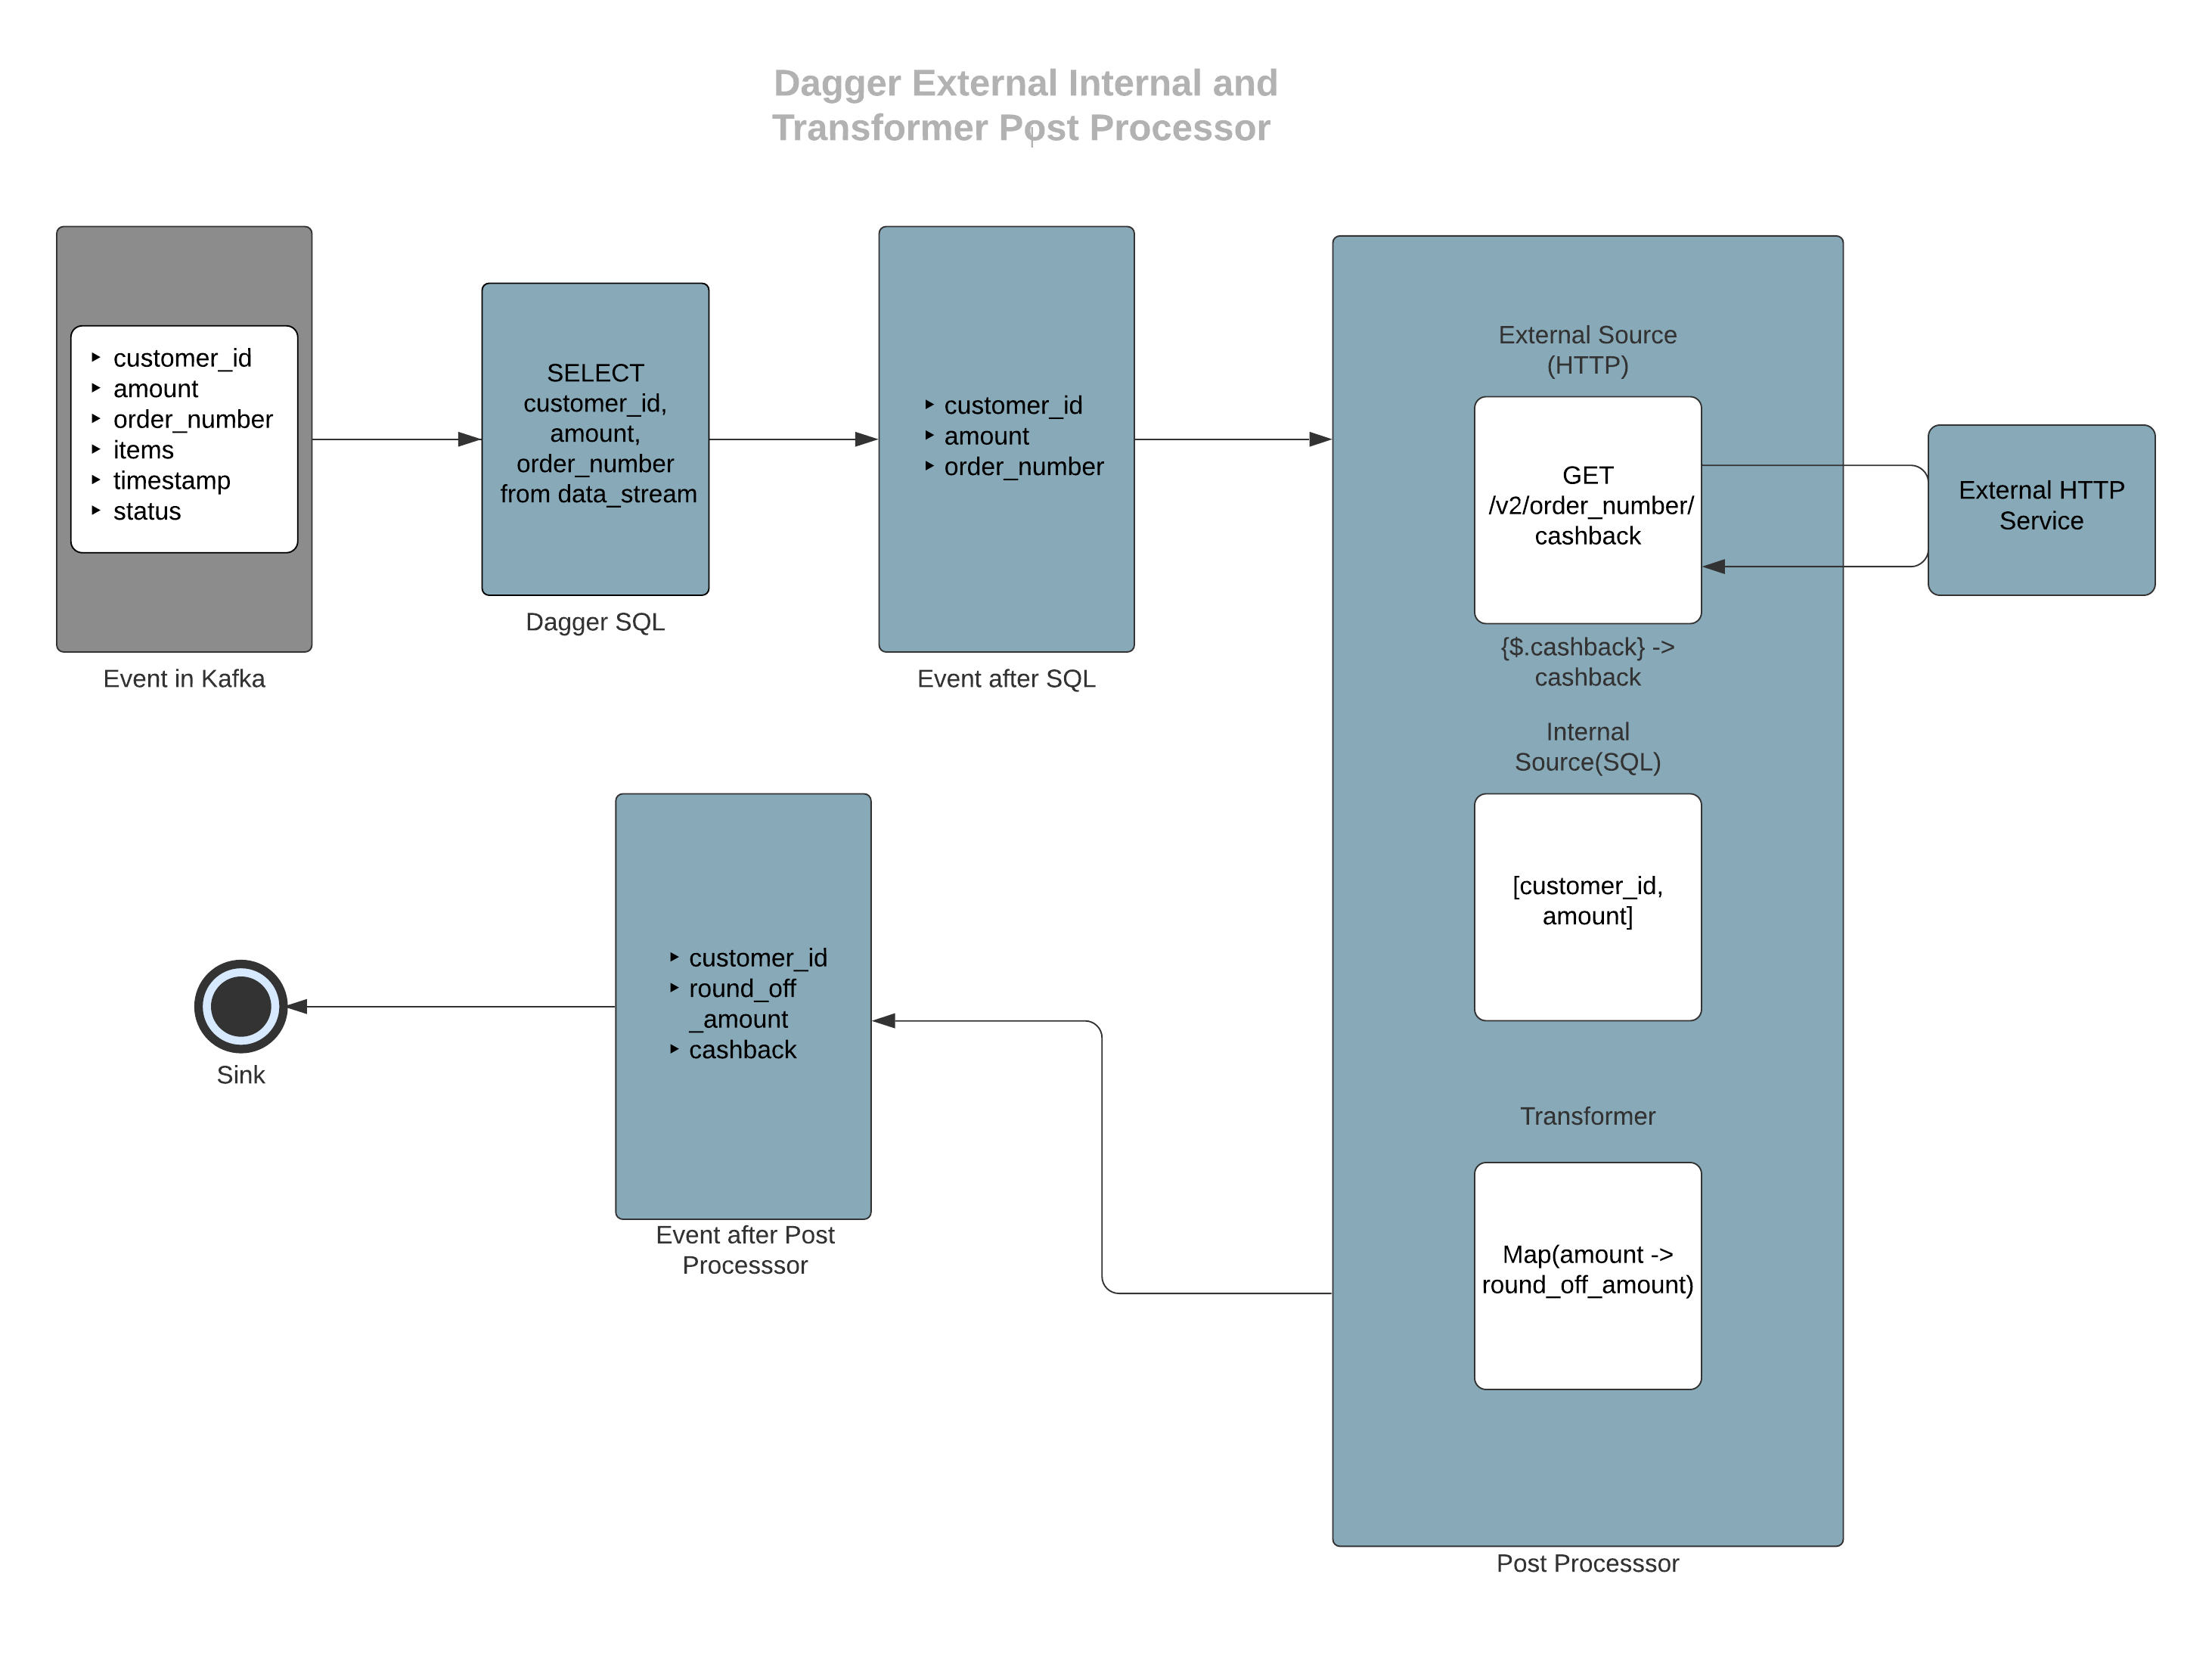 Dagger External Internal and
Transformer Post Processor
‣ customer_id
‣ amount
‣ order_number
‣ items
‣ timestamp
‣ status
Event in Kafka
SELECT
customer_id,
amount,
order_number
from data_stream
Dagger SQL
‣ customer_id
‣ amount
‣ order_number
Event after SQL
External Source
(HTTP)
GET
/v2/order_number/
cashback
{$.cashback} ->
cashback
External HTTP
Service
Internal
Source(SQL)
[customer_id,
amount]
Transformer
Map(amount ->
round_off_amount)
Post Processsor
‣ customer_id
‣ round_off
_amount
‣ cashback
Event after Post
Processsor
Sink